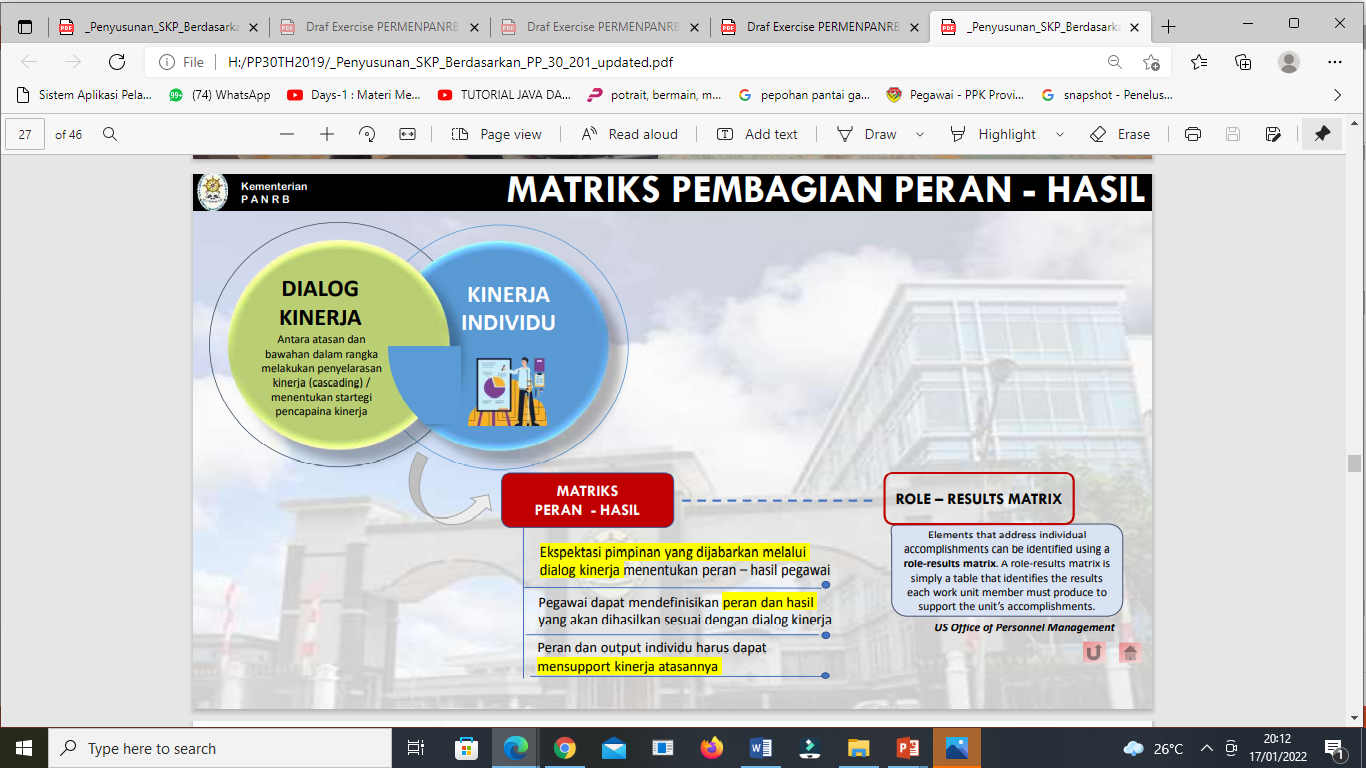 _Penyusunan_SKP_Berdasarka
Draf Exercise PERMENPANRB
Draf Exercise PERMENPANRB
Draf Exercise PERMENPANRB
_Penyusunan_SKP_Berdasarka
File
H:/PP30TH2019/_Penyusunan_SKP_Berdasarkan_PP_30_201_updated.pdf
Sistem Aplikasi Pela...
(74) WhatsApp
Days-1 : Materi Me...
TUTORIAL JAVA DA...
potrait, bermain, m...
pepohan pantai ga...
Pegawai - PPK Provi...
snapshot - Penelus...
27 of 46
Page view
Read aloud
Add text
Draw
Highlight
Erase
Kementerian
P A N R B
MATRIKS PEMBAGIAN PERAN - HASIL
DIALOG
KINERJA
Antara atasan dan
bawahan dalam rangka
melakukan penyelarasan
kinerja (cascading) /
menentukan startegi
pencapaina kinerja
KINERJA
INDIVIDU
MATRIKS
PERAN - HASIL
Ekspektasi pimpinan yang dijabarkan melalui
dialog kinerja menentukan peran – hasil pegawai
Pegawai dapat mendefinisikan peran dan hasil
yang akan dihasilkan sesuai dengan dialog kinerja
Peran dan output individu harus dapat
mensupport kinerja atasannya
ROLE – RESULTS MATRIX
Elements that address individual
accomplishments can be identified using a
role-results matrix. A role-results matrix is
simply a table that identifies the results
each work unit member must produce to
support the unit's accomplishments.
US Office of Personnel Management
Type here to search
26°C
20:12
17/01/2022
1